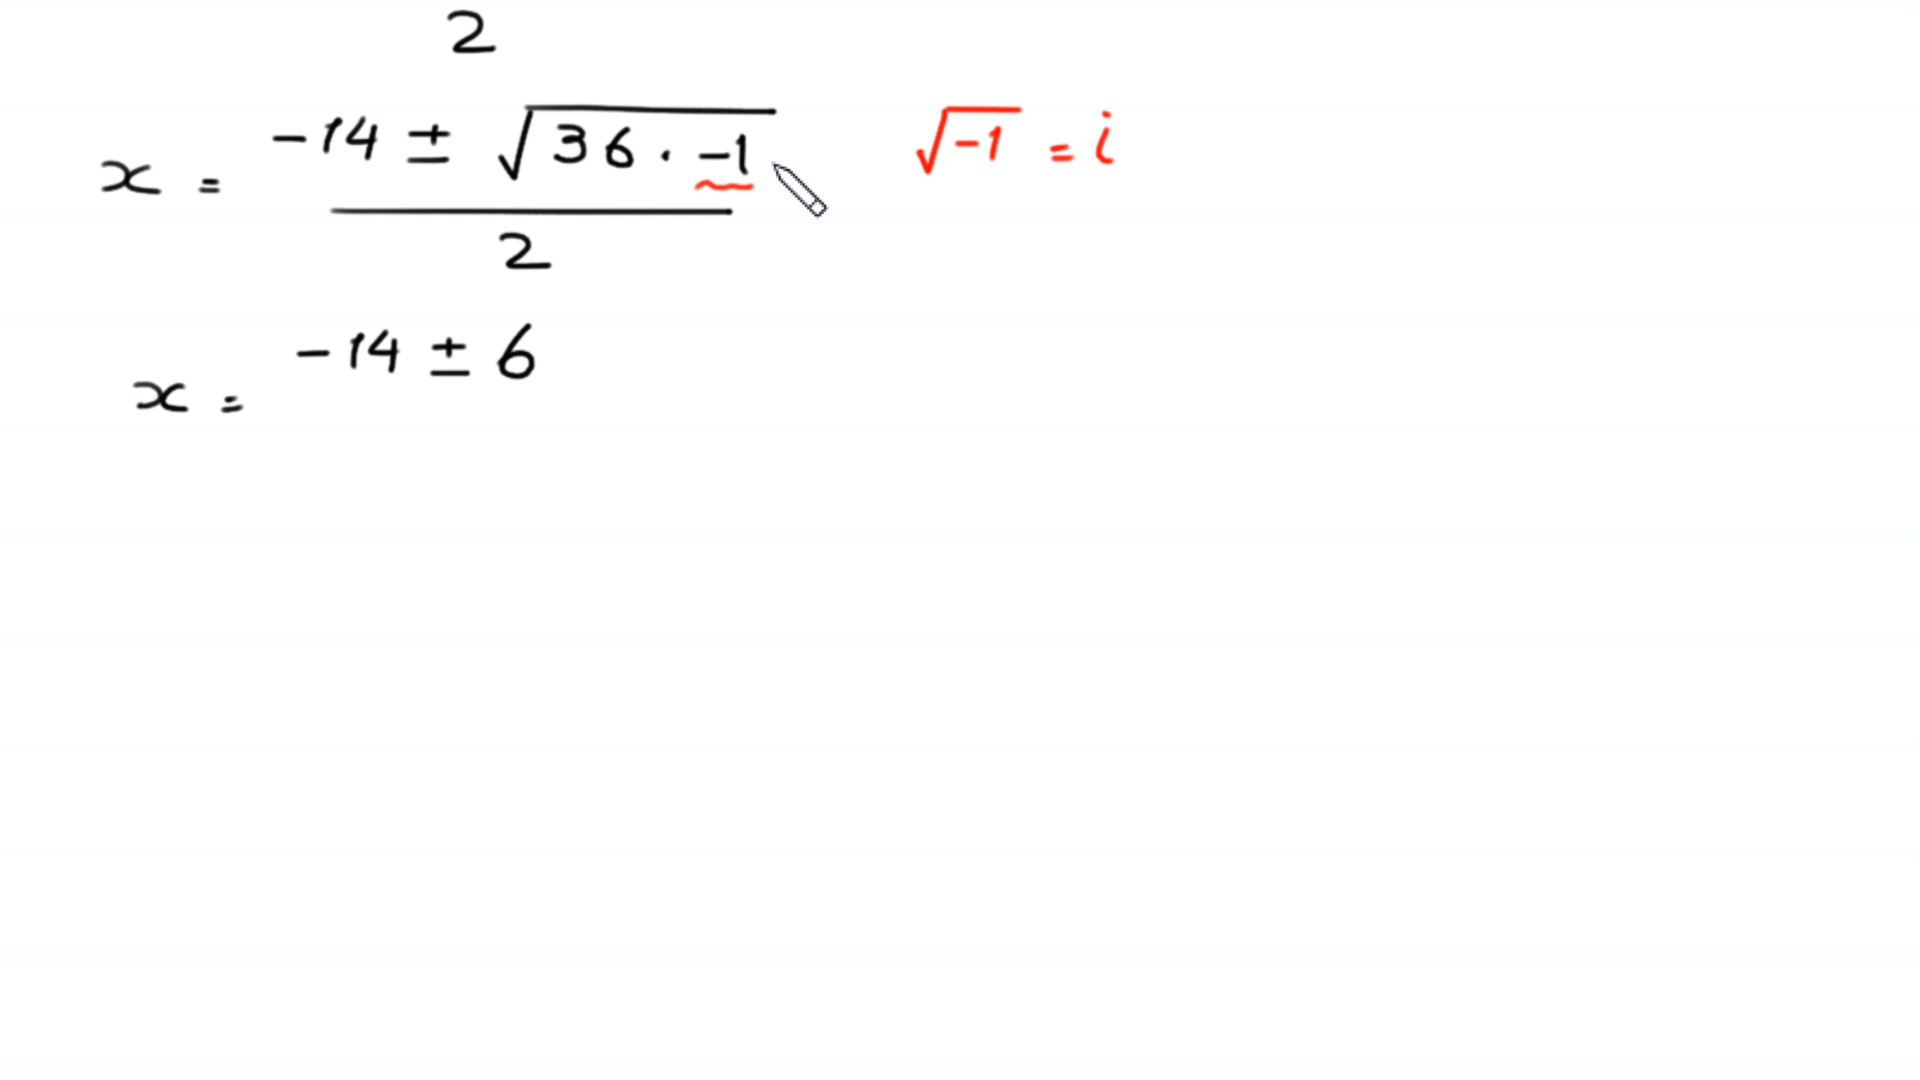 2
x = -14 ± √36 · -1 √-1 = i
2
x = -14 ± 6